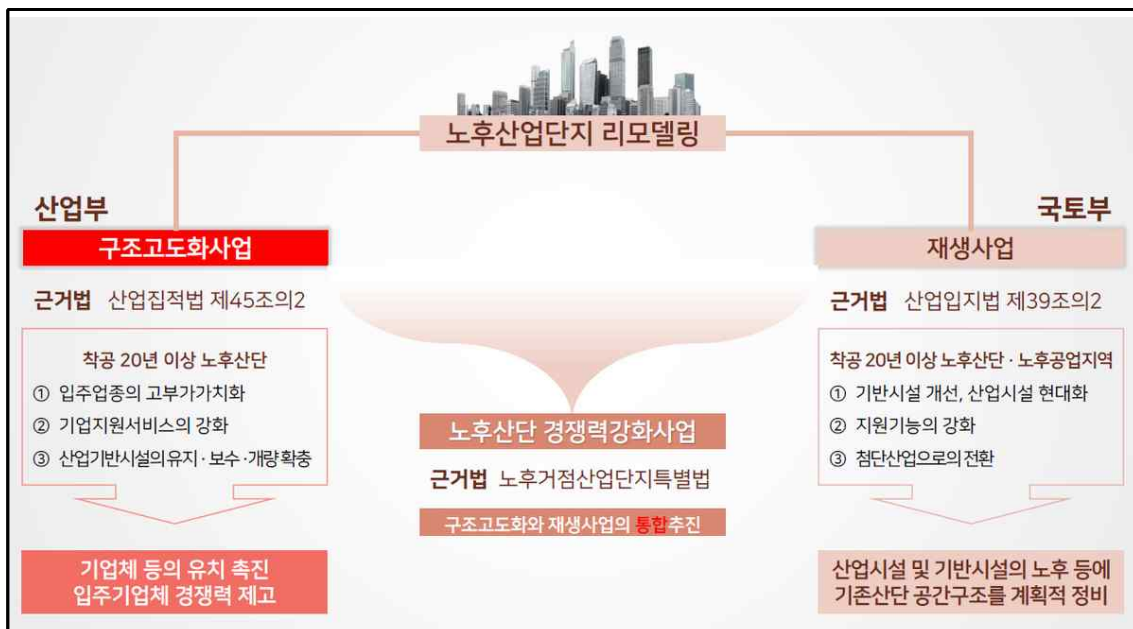 노후산업단지 리모델링
산업부
구조고도화사업
근거법 산업집적법 제45조의2
착공 20년 이상 노후산단
① 입주업종의 고부가가치화
② 기업지원서비스의 강화
③ 산업기반시설의 유지·보수·개량 확충
기업체 등의 유치 촉진
입주기업체 경쟁력 제고
노후산단 경쟁력강화사업
근거법 노후거점산업단지특별법
구조고도화와 재생사업의 통합추진
국토부
재생사업
근거법 산업입지법 제39조의2
착공 20년 이상 노후산단·노후공업지역
① 기반시설 개선, 산업시설 현대화
② 지원기능의 강화
③ 첨단산업으로의 전환
산업시설 및 기반시설의 노후 등에
기존산단 공간구조를 계획적 정비